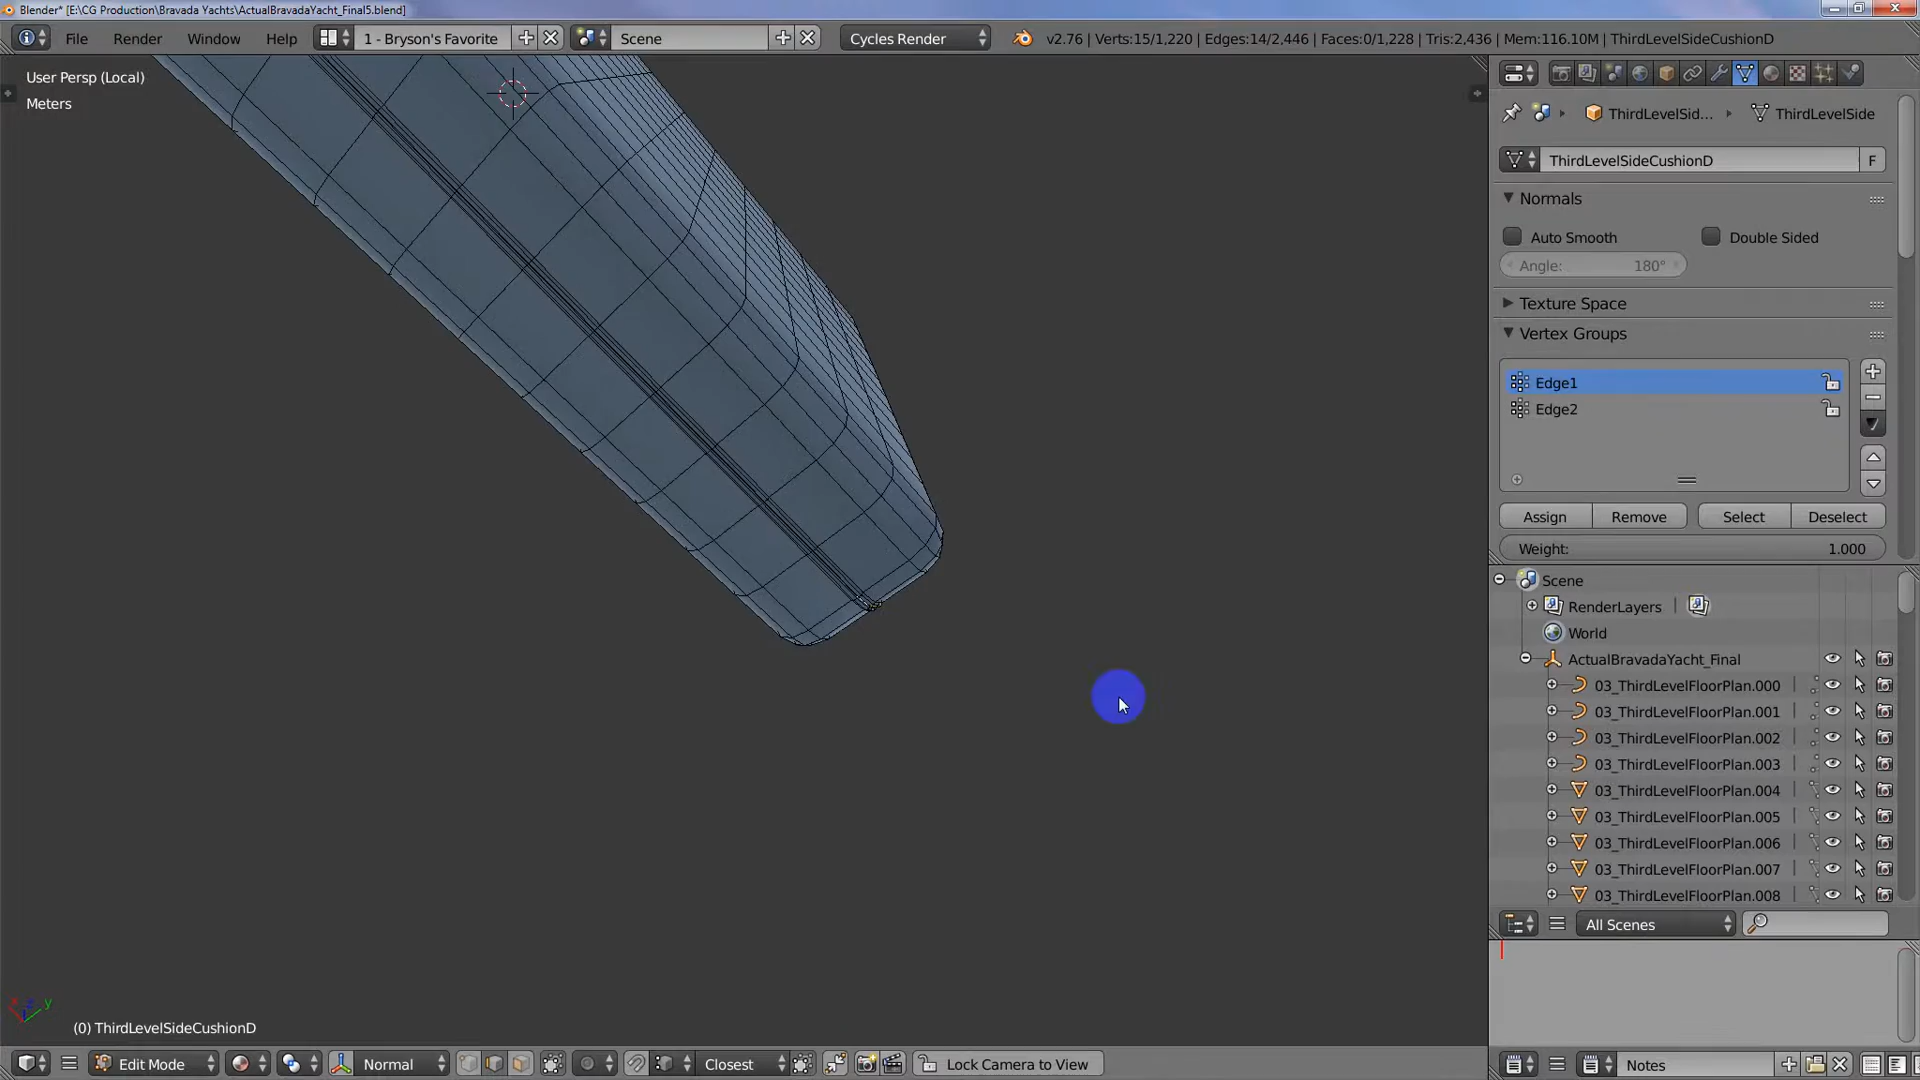 Blender* [E:\CG Production\Bravada Yachts\ActualBravadaYacht_Final5.blend]
File Render Window Help 1 - Bryson's Favorite Scene Cycles Render v2.76 | Verts:15/1,220 | Edges:14/2,446 | Faces:0/1,228 | Tris:2,436 | Mem:116.10M | ThirdLevelSideCushionD
User Persp (Local)
Meters
ThirdLevelSid... ThirdLevelSide
ThirdLevelSideCushionD F
Normals
Auto Smooth Double Sided
Angle: 180°
Texture Space
Vertex Groups
Edge1
Edge2
Assign Remove Select Deselect
Weight: 1.000
Scene
RenderLayers |
World
ActualBravadaYacht_Final
03_ThirdLevelFloorPlan.000
03_ThirdLevelFloorPlan.001
03_ThirdLevelFloorPlan.002
03_ThirdLevelFloorPlan.003
03_ThirdLevelFloorPlan.004
03_ThirdLevelFloorPlan.005
03_ThirdLevelFloorPlan.006
03_ThirdLevelFloorPlan.007
03_ThirdLevelFloorPlan.008
All Scenes
x z y
(0) ThirdLevelSideCushionD
Edit Mode Normal Closest Lock Camera to View Notes